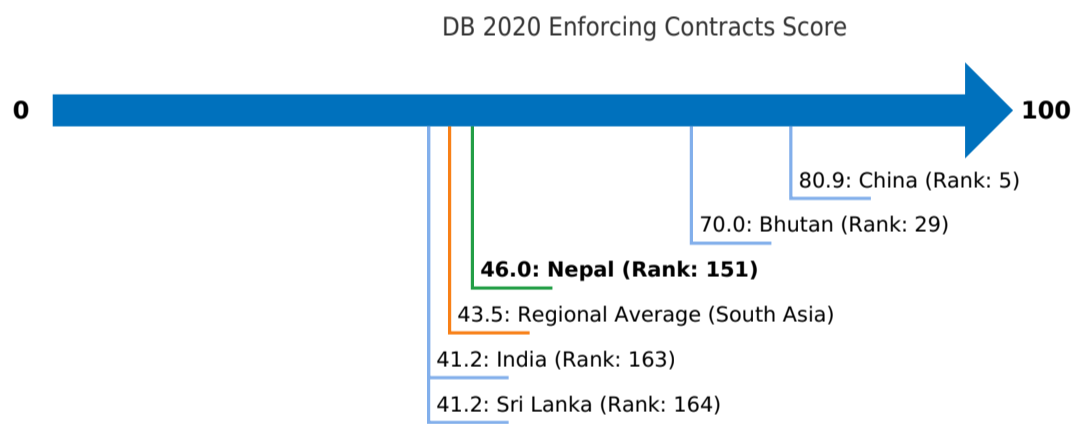 DB 2020 Enforcing Contracts Score
0
100
80.9: China (Rank: 5)
70.0: Bhutan (Rank: 29)
46.0: Nepal (Rank: 151)
43.5: Regional Average (South Asia)
41.2: India (Rank: 163)
41.2: Sri Lanka (Rank: 164)